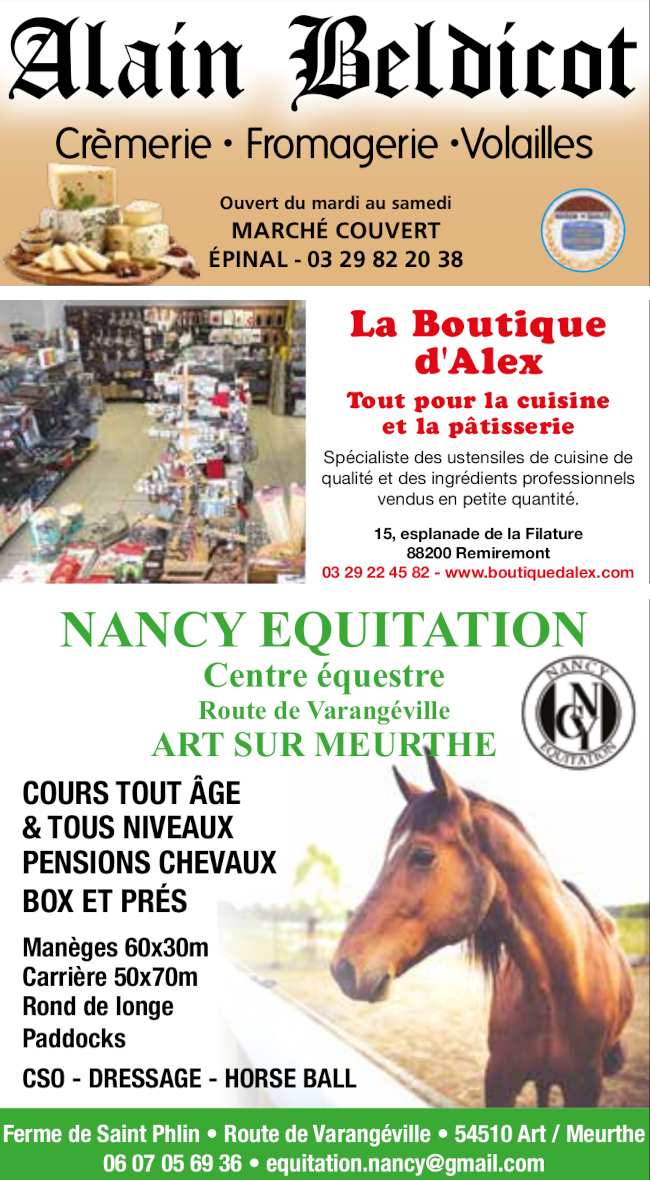 Alain Beldicot
Crèmerie • Fromagerie •Volailles
Ouvert du mardi au samedi
MARCHÉ COUVERT
ÉPINAL - 03 29 82 20 38
La Boutique
d'Alex
Tout pour la cuisine
et la pâtisserie
Spécialiste des ustensiles de cuisine de
qualité et des ingrédients professionnels
vendus en petite quantité.
15, esplanade de la Filature
88200 Remiremont
03 29 22 45 82 - www.boutiquedalex.com
NANCY EQUITATION
Centre équestre
Route de Varangéville
ART SUR MEURTHE
NANCY
NCY
EQUITATION
COURS TOUT ÂGE
& TOUS NIVEAUX
PENSIONS CHEVAUX
BOX ET PRÉS
Manèges 60x30m
Carrière 50x70m
Rond de longe
Paddocks
CSO - DRESSAGE - HORSE BALL
Ferme de Saint Phlin • Route de Varangéville • 54510 Art / Meurthe
06 07 05 69 36 • equitation.nancy@gmail.com